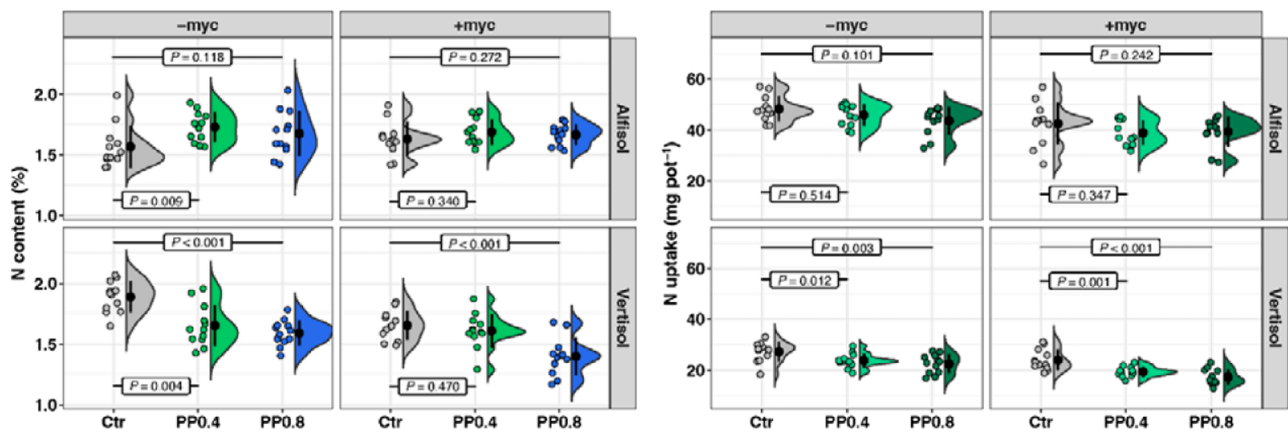 −myc
+myc
Alfisol
Vertisol
N content (%)
2.0
1.5
1.0
2.0
1.5
1.0
P = 0.118
P = 0.009
P = 0.272
P = 0.340
P < 0.001
P = 0.004
P < 0.001
P = 0.470
Ctr PP0.4 PP0.8
Ctr PP0.4 PP0.8
−myc
+myc
Alfisol
Vertisol
N uptake (mg pot⁻¹)
60
40
20
60
40
20
P = 0.101
P = 0.514
P = 0.242
P = 0.347
P = 0.003
P = 0.012
P < 0.001
P = 0.001
Ctr PP0.4 PP0.8
Ctr PP0.4 PP0.8